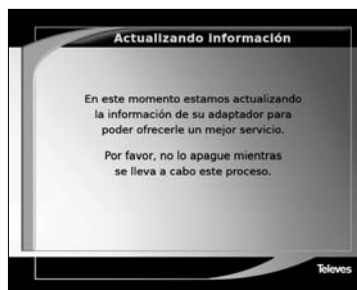 Actualizando Información
En este momento estamos actualizando
la información de su adaptador para
poder ofrecerle un mejor servicio.
Por favor, no lo apague mientras
se lleva a cabo este proceso.
Televes